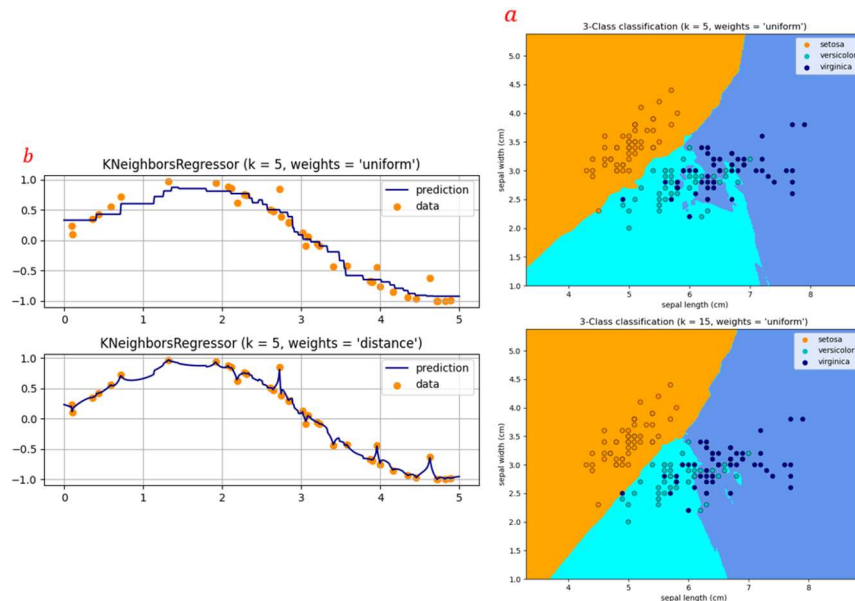 a
3-Class classification (k = 5, weights = 'uniform')
setosa
versicolor
virginica
5.0
4.5
4.0
3.5
3.0
2.5
2.0
1.5
1.0
sepal width (cm)
4 5 6 7 8
sepal length (cm)
b
KNeighborsRegressor (k = 5, weights = 'uniform')
prediction
data
1.0
0.5
0.0
−0.5
−1.0
0 1 2 3 4 5
KNeighborsRegressor (k = 5, weights = 'distance')
prediction
data
1.0
0.5
0.0
−0.5
−1.0
0 1 2 3 4 5
3-Class classification (k = 15, weights = 'uniform')
setosa
versicolor
virginica
5.0
4.5
4.0
3.5
3.0
2.5
2.0
1.5
1.0
sepal width (cm)
4 5 6 7 8
sepal length (cm)